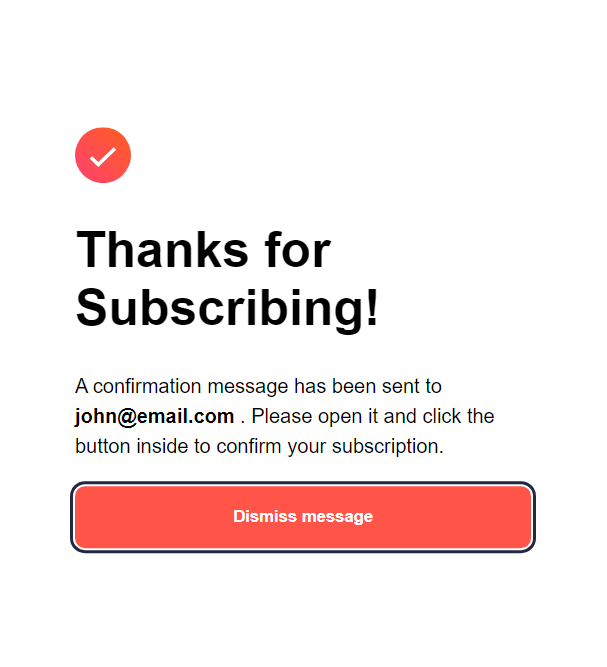 Thanks for
Subscribing!
A confirmation message has been sent to
john@email.com . Please open it and click the
button inside to confirm your subscription.
Dismiss message